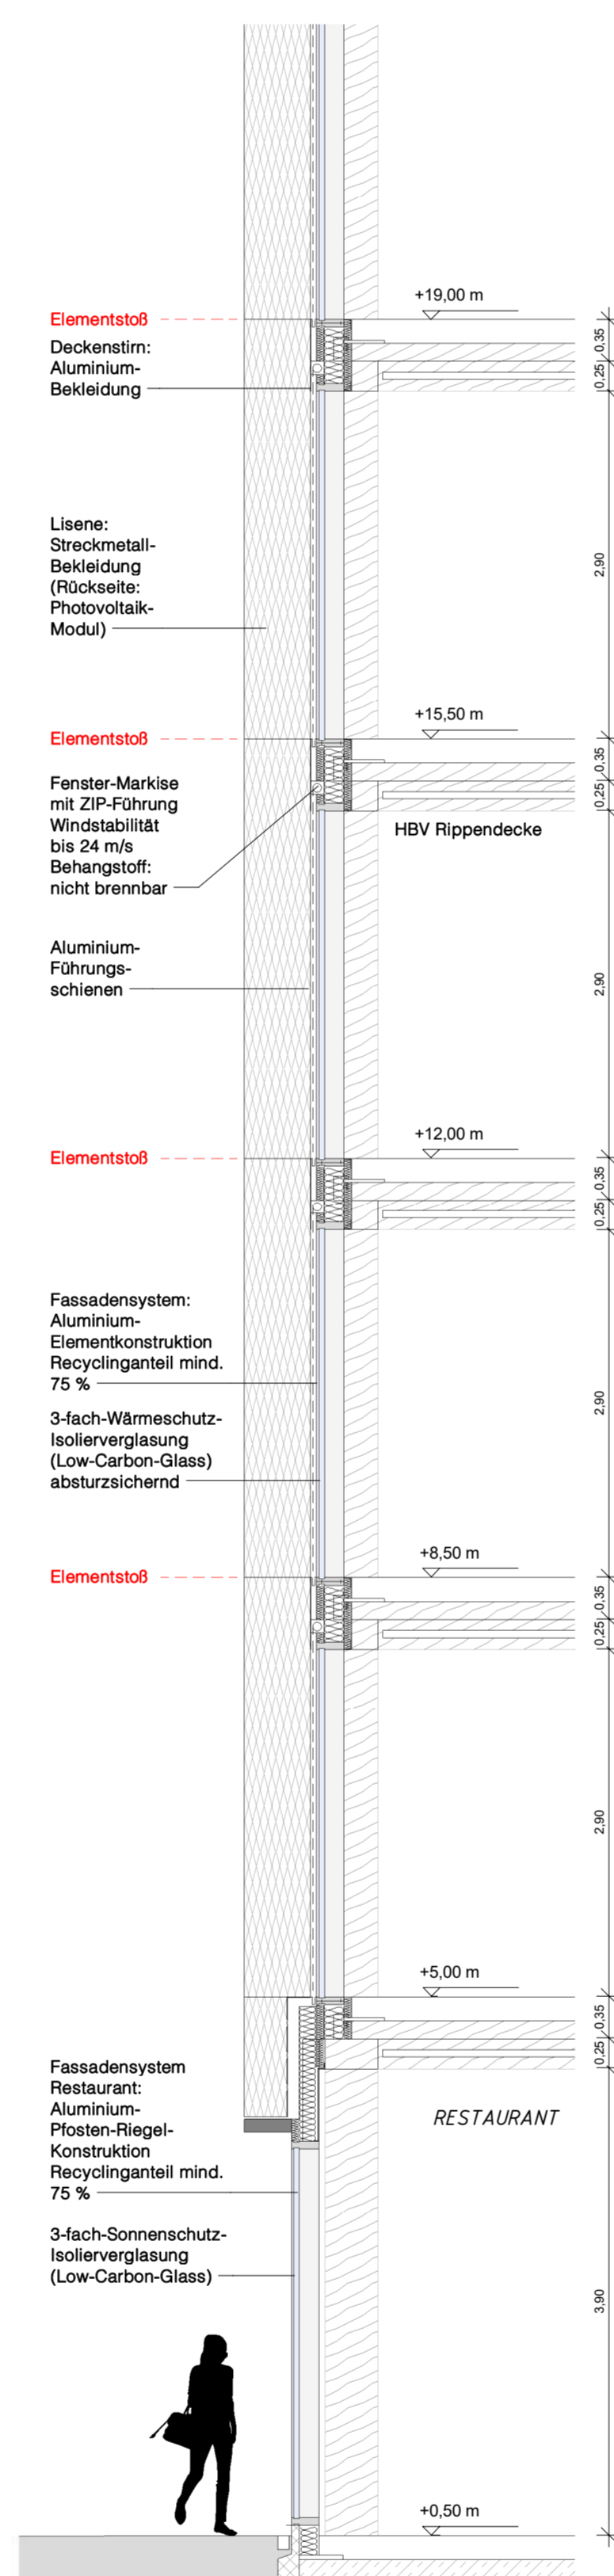 +19,00 m
Elementstoß
0,35
Deckenstirn:
Aluminium-
Bekleidung
0,25
Lisene:
Streckmetall-
Bekleidung
(Rückseite:
Photovoltaik-
Modul)
2,90
+15,50 m
Elementstoß
0,35
Fenster-Markise
mit ZIP-Führung
Windstabilität
bis 24 m/s
Behangstoff:
nicht brennbar
0,25
HBV Rippendecke
Aluminium-
Führungs-
schienen
2,90
+12,00 m
Elementstoß
0,35
0,25
Fassadensystem:
Aluminium-
Elementkonstruktion
Recyclinganteil mind.
75 %
2,90
3-fach-Wärmeschutz-
Isolierverglasung
(Low-Carbon-Glass)
absturzsichernd
+8,50 m
Elementstoß
0,35
0,25
2,90
+5,00 m
0,35
0,25
Fassadensystem
Restaurant:
Aluminium-
Pfosten-Riegel-
Konstruktion
Recyclinganteil mind.
75 %
RESTAURANT
3-fach-Sonnenschutz-
Isolierverglasung
(Low-Carbon-Glass)
3,90
+0,50 m